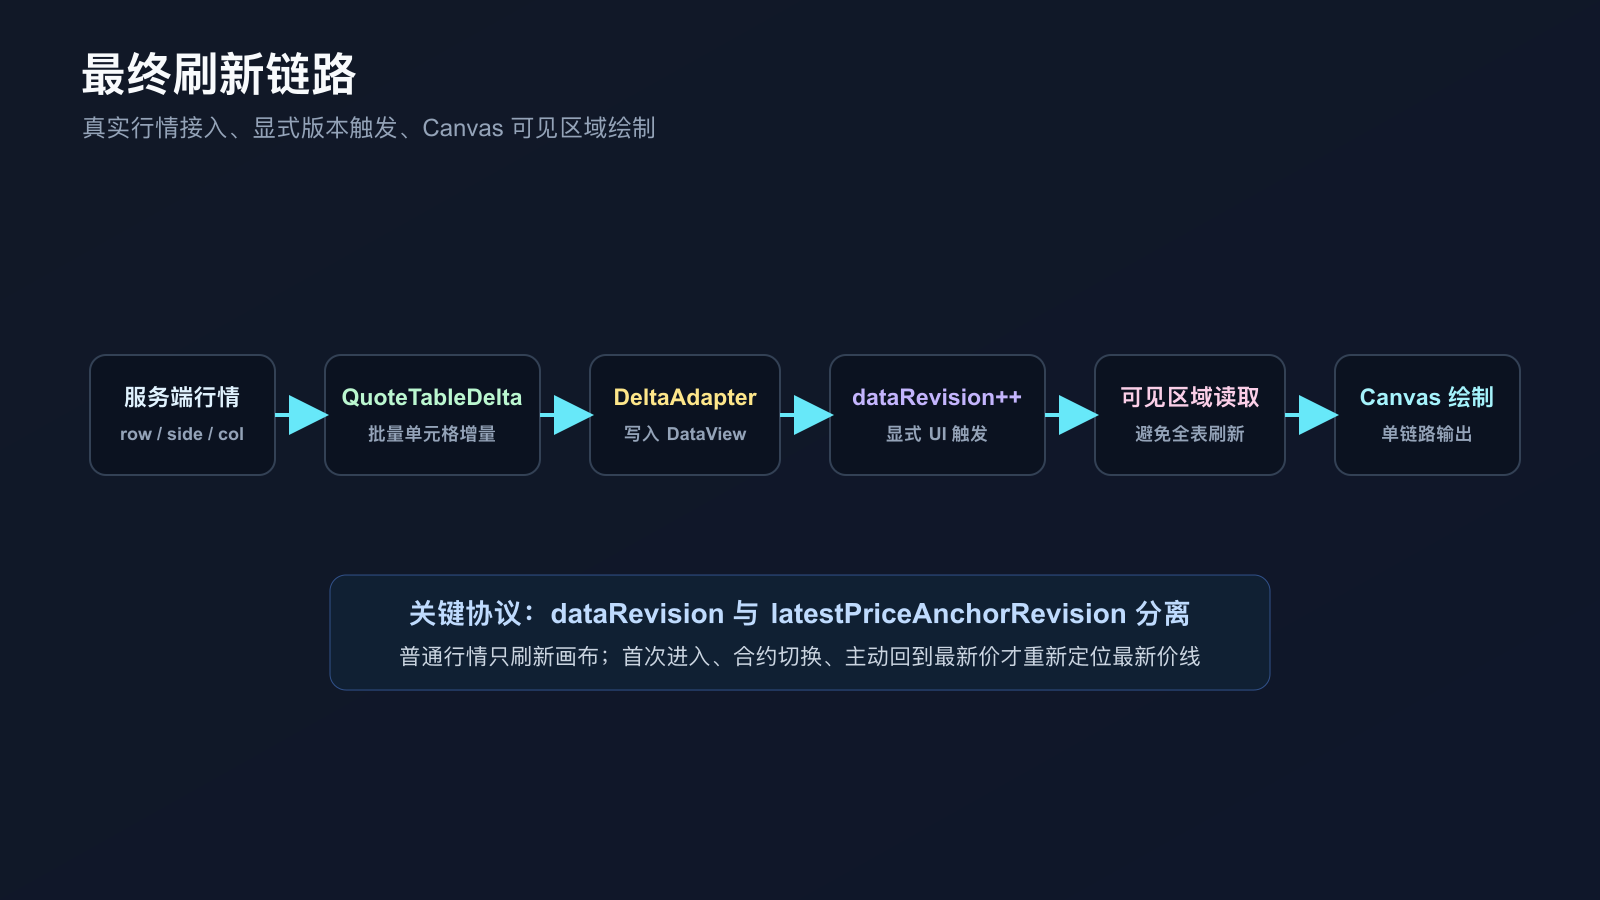 最终刷新链路
真实行情接入、显式版本触发、Canvas 可见区域绘制
服务端行情
row / side / col
QuoteTableDelta
批量单元格增量
DeltaAdapter
写入 DataView
dataRevision++
显式 UI 触发
可见区域读取
避免全表刷新
Canvas 绘制
单链路输出
关键协议：dataRevision 与 latestPriceAnchorRevision 分离
普通行情只刷新画布；首次进入、合约切换、主动回到最新价才重新定位最新价线